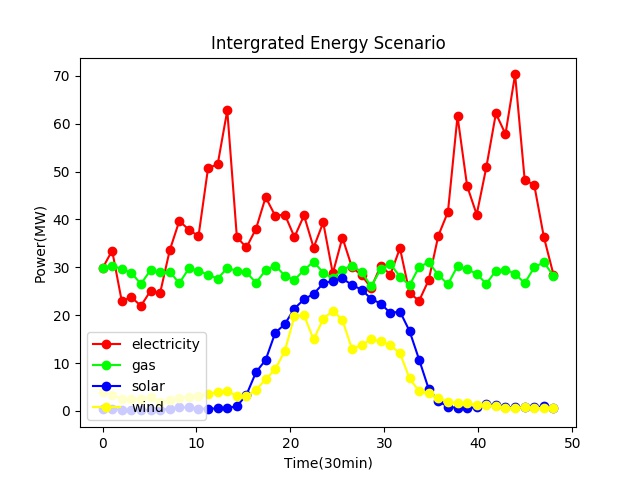 Intergrated Energy Scenario
Power(MW)
70
60
50
40
30
20
10
0
electricity
gas
solar
wind
0 10 20 30 40 50
Time(30min)